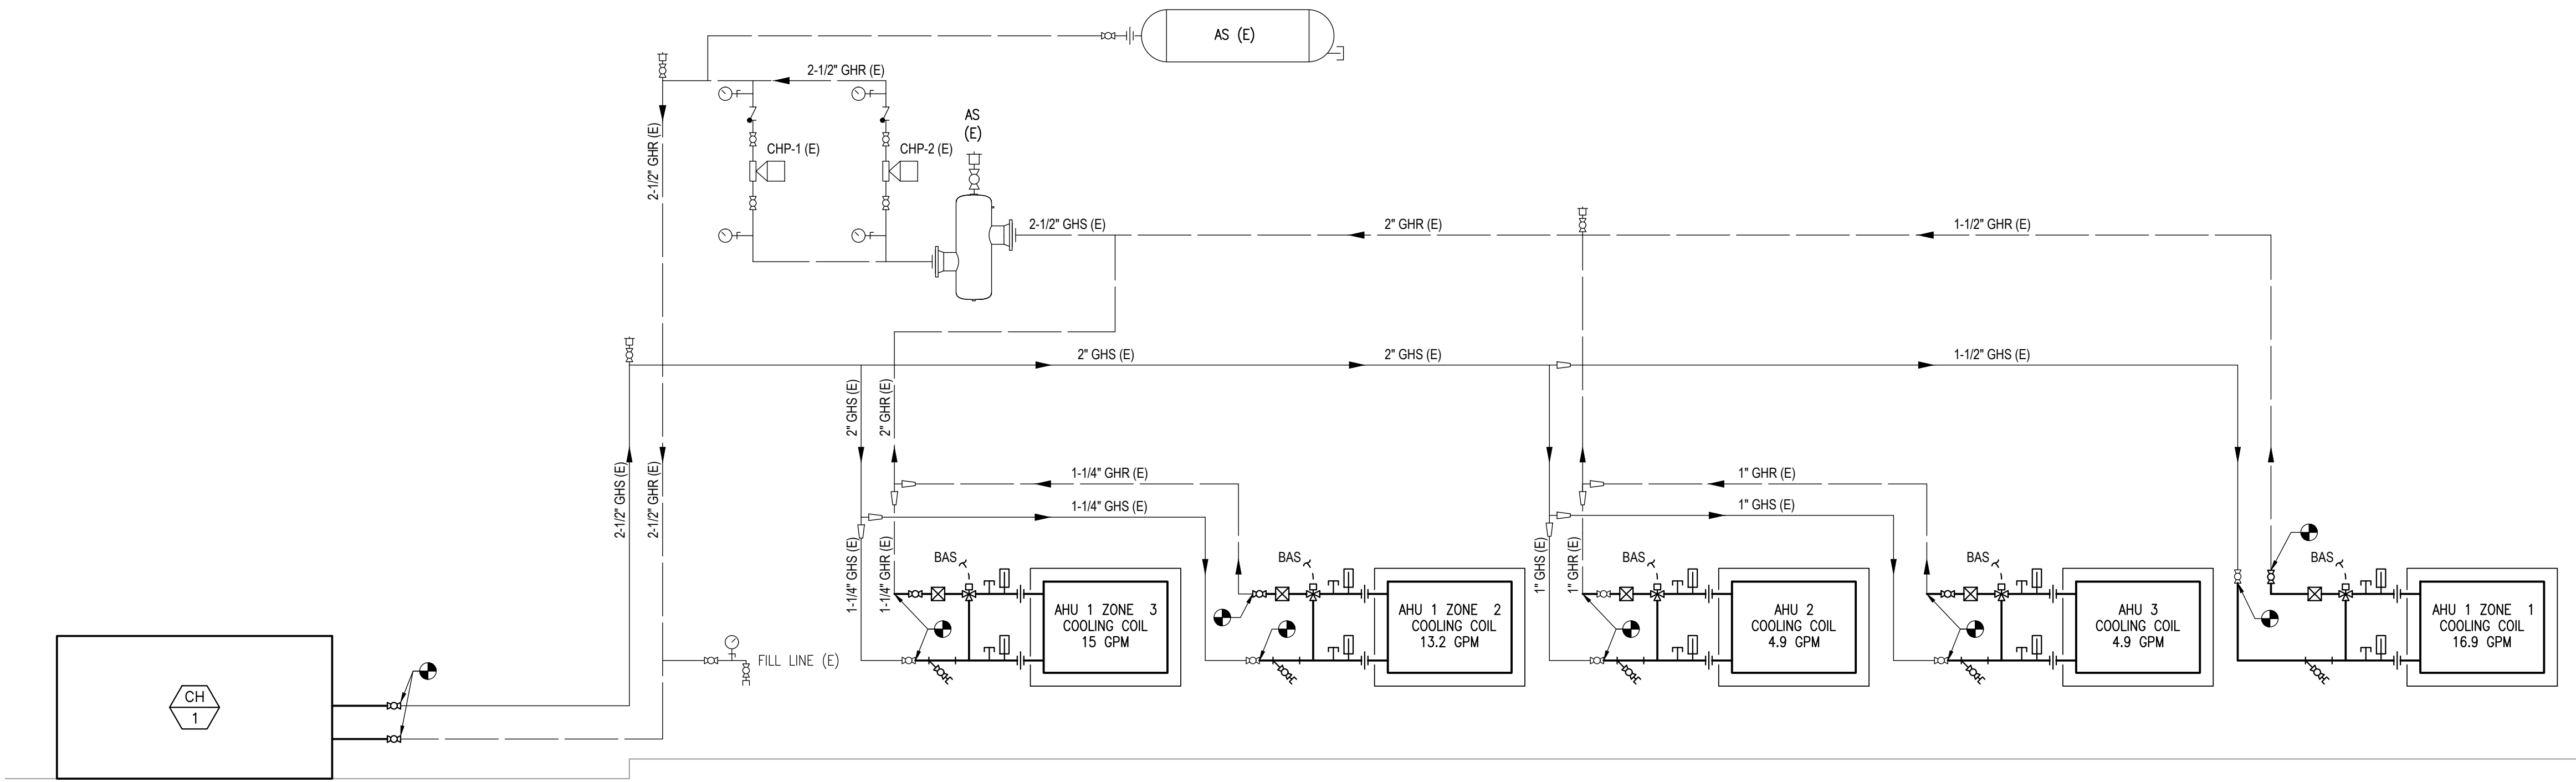 AS (E)
2-1/2" GHR (E)
2-1/2" GHR (E)
CHP-1 (E)
CHP-2 (E)
AS
(E)
2-1/2" GHS (E)
2" GHR (E)
1-1/2" GHR (E)
2" GHS (E)
2" GHS (E)
1-1/2" GHS (E)
2" GHS (E)
2" GHR (E)
2-1/2" GHS (E)
2-1/2" GHR (E)
1-1/4" GHR (E)
1-1/4" GHS (E)
1" GHR (E)
1" GHS (E)
1-1/4" GHS (E)
1-1/4" GHR (E)
1" GHS (E)
1" GHR (E)
BAS
BAS
BAS
BAS
BAS
AHU 1 ZONE 3
COOLING COIL
15 GPM
AHU 1 ZONE 2
COOLING COIL
13.2 GPM
AHU 2
COOLING COIL
4.9 GPM
AHU 3
COOLING COIL
4.9 GPM
AHU 1 ZONE 1
COOLING COIL
16.9 GPM
FILL LINE (E)
CH
1